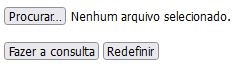 Procurar... Nenhum arquivo selecionado.
Fazer a consulta Redefinir